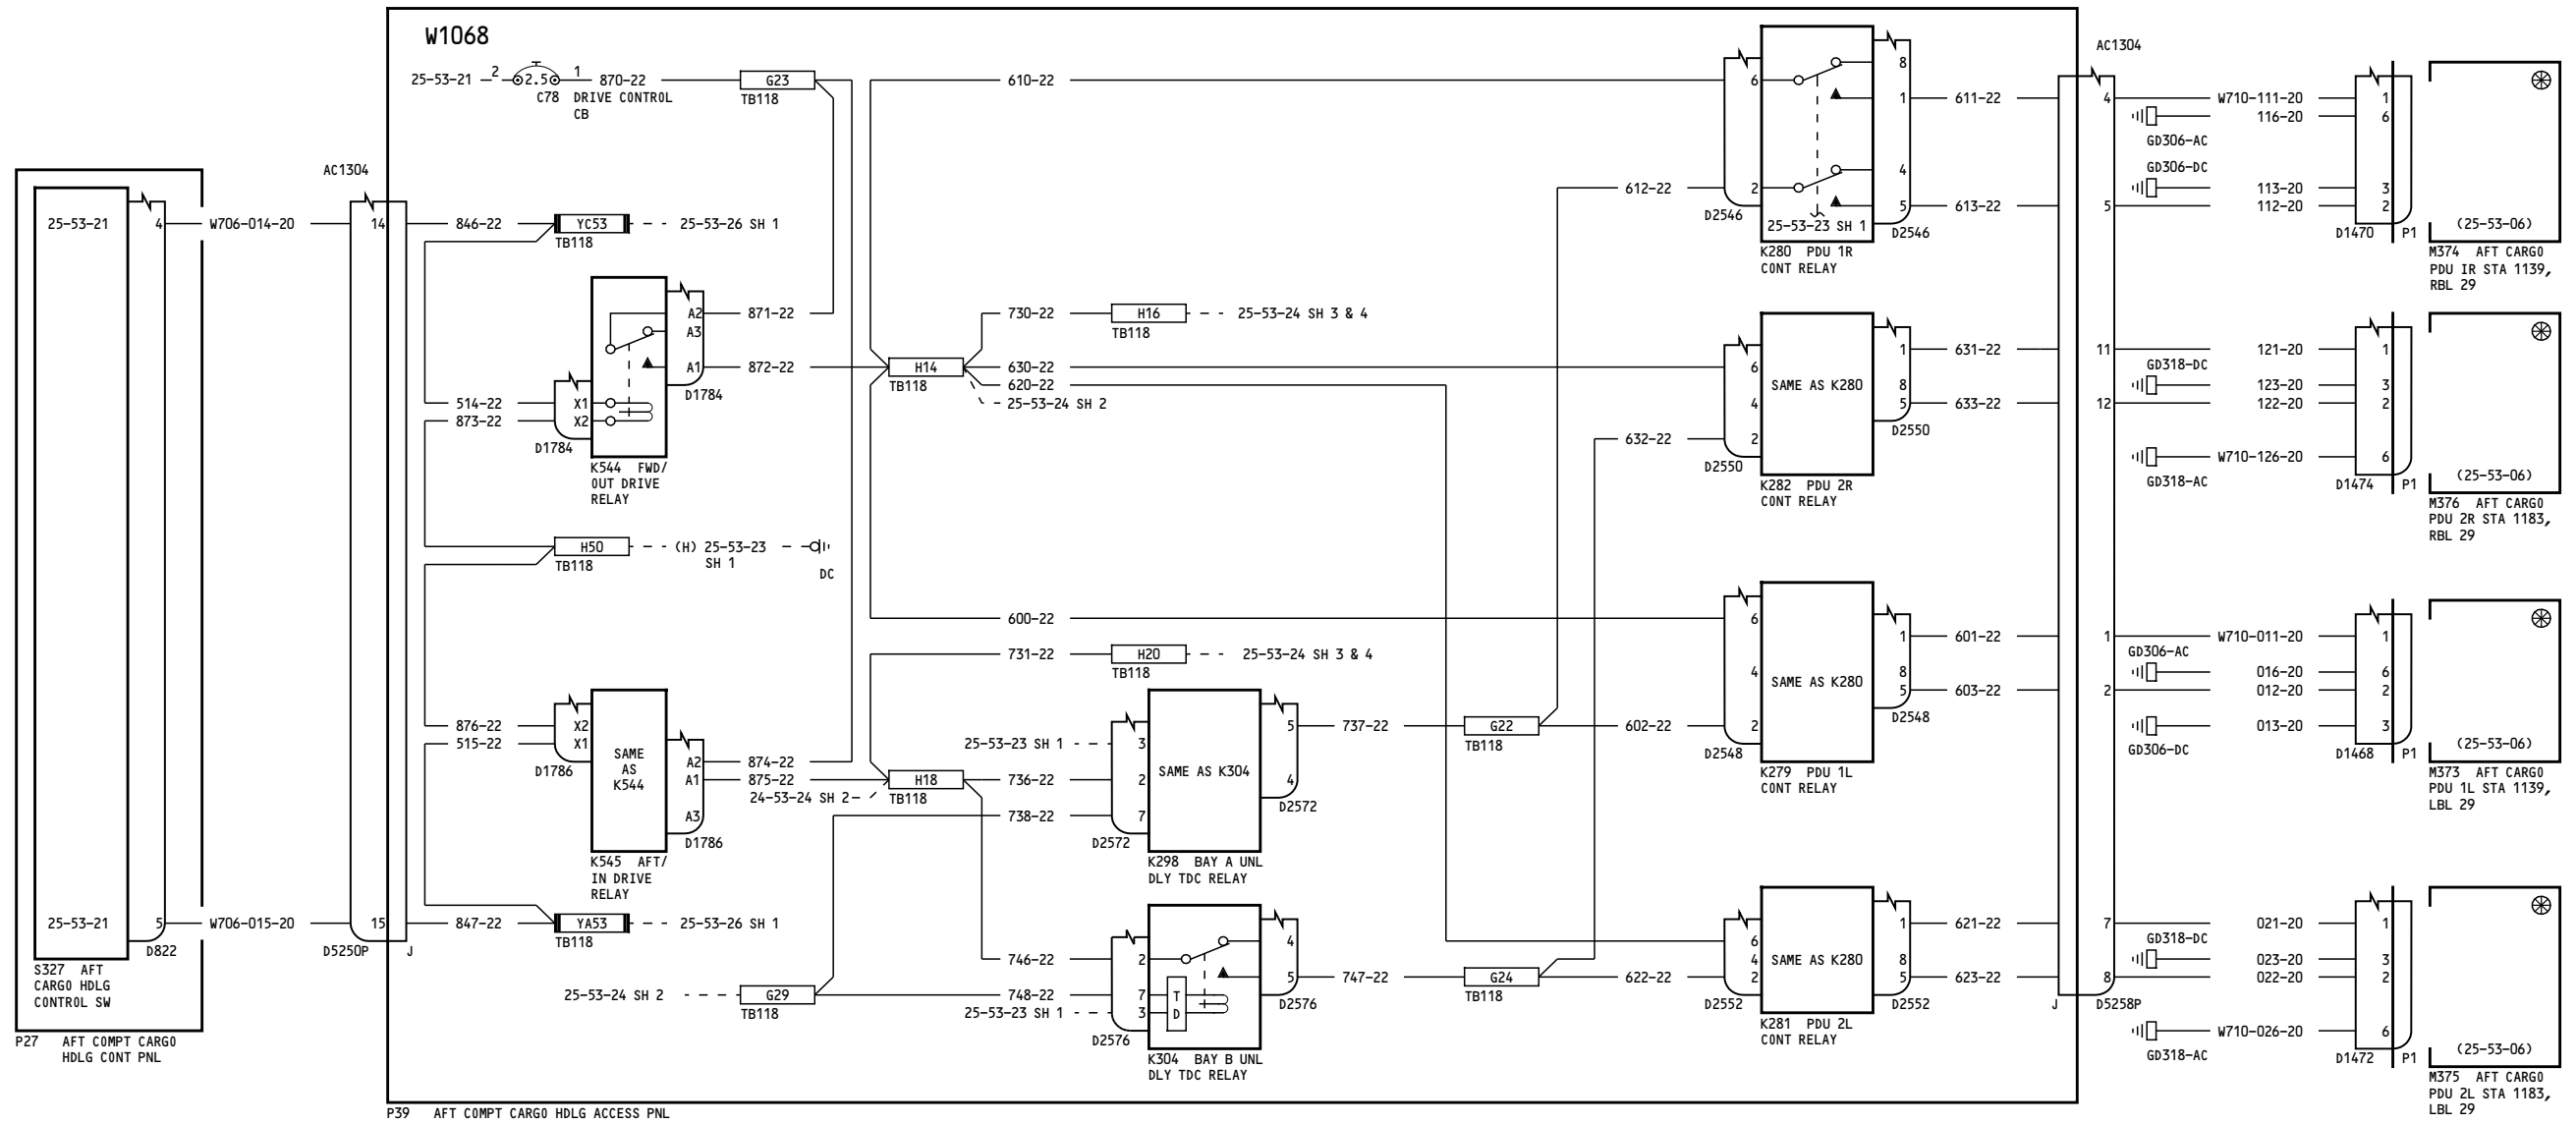 W1068
25-53-21
2
2.5
1
870-22
G23
C78
DRIVE CONTROL
CB
TB118
AC1304
25-53-21
4
W706-014-20
14
846-22
YC53
25-53-26 SH 1
TB118
A2
871-22
A3
A1
872-22
D1784
514-22
X1
873-22
X2
D1784
K544 FWD/
OUT DRIVE
RELAY
H50
(H) 25-53-23
SH 1
TB118
DC
876-22
X2
515-22
X1
D1786
SAME
AS
K544
A2
874-22
A1
875-22
24-53-24 SH 2
A3
D1786
K545 AFT/
IN DRIVE
RELAY
25-53-21
5
W706-015-20
15
847-22
YA53
25-53-26 SH 1
TB118
D822
D5250P
J
S327 AFT
CARGO HDLG
CONTROL SW
P27 AFT COMPT CARGO
HDLG CONT PNL
25-53-24 SH 2
G29
TB118
P39 AFT COMPT CARGO HDLG ACCESS PNL
610-22
730-22
H16
25-53-24 SH 3 & 4
TB118
H14
TB118
630-22
620-22
25-53-24 SH 2
600-22
731-22
H20
25-53-24 SH 3 & 4
TB118
H18
TB118
25-53-23 SH 1
3
736-22
2
738-22
7
D2572
SAME AS K304
5
737-22
4
D2572
K298 BAY A UNL
DLY TDC RELAY
G22
TB118
746-22
2
748-22
7
25-53-23 SH 1
3
T
D
D2576
4
5
747-22
D2576
K304 BAY B UNL
DLY TDC RELAY
G24
TB118
6
8
1
611-22
612-22
2
4
5
613-22
D2546
25-53-23 SH 1
D2546
K280 PDU 1R
CONT RELAY
6
4
632-22
2
D2550
SAME AS K280
1
631-22
8
5
633-22
D2550
K282 PDU 2R
CONT RELAY
6
4
602-22
2
D2548
SAME AS K280
1
601-22
8
5
603-22
D2548
K279 PDU 1L
CONT RELAY
6
4
622-22
2
D2552
SAME AS K280
1
621-22
8
5
623-22
D2552
K281 PDU 2L
CONT RELAY
AC1304
4
5
11
12
1
2
7
8
J
D5258P
W710-111-20
1
116-20
6
GD306-AC
GD306-DC
113-20
3
112-20
2
D1470
P1
(25-53-06)
M374 AFT CARGO
PDU IR STA 1139,
RBL 29
121-20
1
GD318-DC
123-20
3
122-20
2
W710-126-20
6
GD318-AC
D1474
P1
(25-53-06)
M376 AFT CARGO
PDU 2R STA 1183,
RBL 29
W710-011-20
1
GD306-AC
016-20
6
012-20
2
013-20
3
GD306-DC
D1468
P1
(25-53-06)
M373 AFT CARGO
PDU 1L STA 1139,
LBL 29
021-20
1
GD318-DC
023-20
3
022-20
2
W710-026-20
6
GD318-AC
D1472
P1
(25-53-06)
M375 AFT CARGO
PDU 2L STA 1183,
LBL 29